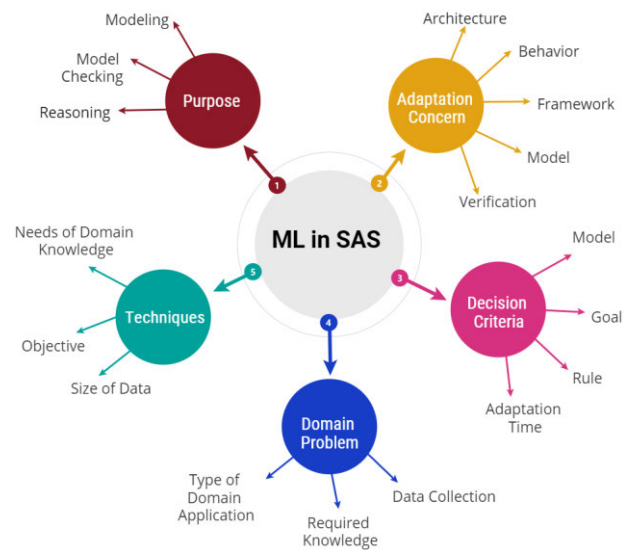 ML in SAS
1
Purpose
Modeling
Model
Checking
Reasoning
2
Adaptation
Concern
Architecture
Behavior
Framework
Model
Verification
3
Decision
Criteria
Model
Goal
Rule
Adaptation
Time
4
Domain
Problem
Data Collection
Required
Knowledge
Type of
Domain
Application
5
Techniques
Needs of Domain
Knowledge
Objective
Size of Data